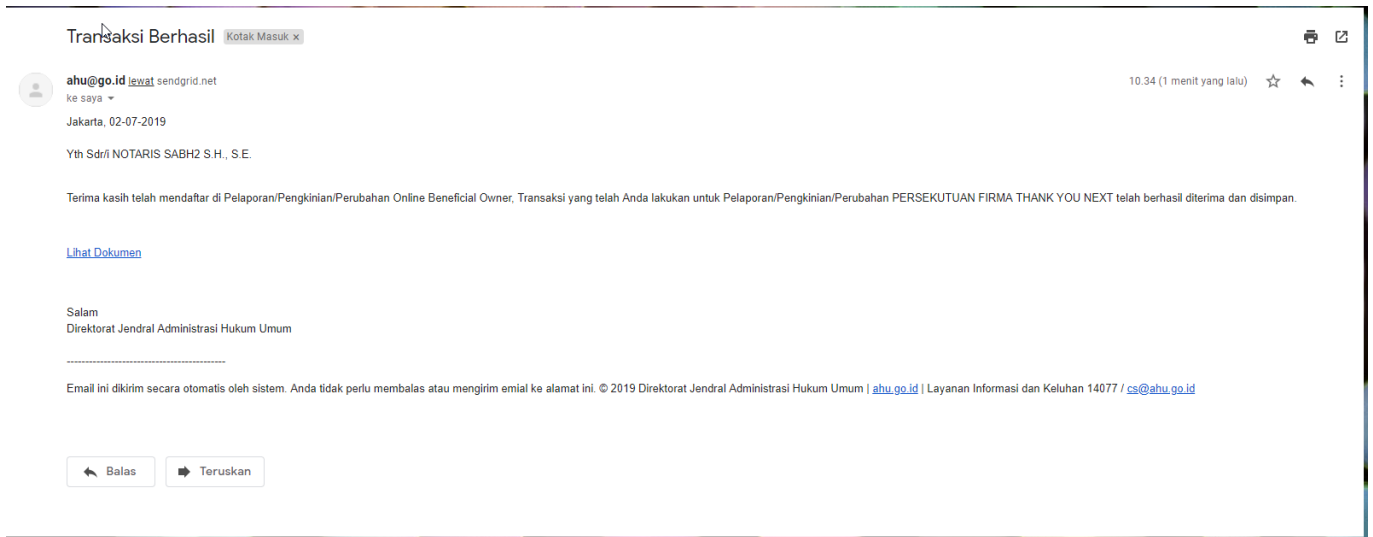 Transaksi Berhasil Kotak Masuk x
ahu@go.id lewat sendgrid.net 10.34 (1 menit yang lalu)
ke saya
Jakarta, 02-07-2019
Yth Sdr/i NOTARIS SABH2 S.H., S.E.
Terima kasih telah mendaftar di Pelaporan/Pengkinian/Perubahan Online Beneficial Owner, Transaksi yang telah Anda lakukan untuk Pelaporan/Pengkinian/Perubahan PERSEKUTUAN FIRMA THANK YOU NEXT telah berhasil diterima dan disimpan.
Lihat Dokumen
Salam
Direktorat Jendral Administrasi Hukum Umum
-------------------------------------------
Email ini dikirim secara otomatis oleh sistem. Anda tidak perlu membalas atau mengirim emial ke alamat ini. © 2019 Direktorat Jendral Administrasi Hukum Umum | ahu.go.id | Layanan Informasi dan Keluhan 14077 / cs@ahu.go.id
Balas Teruskan